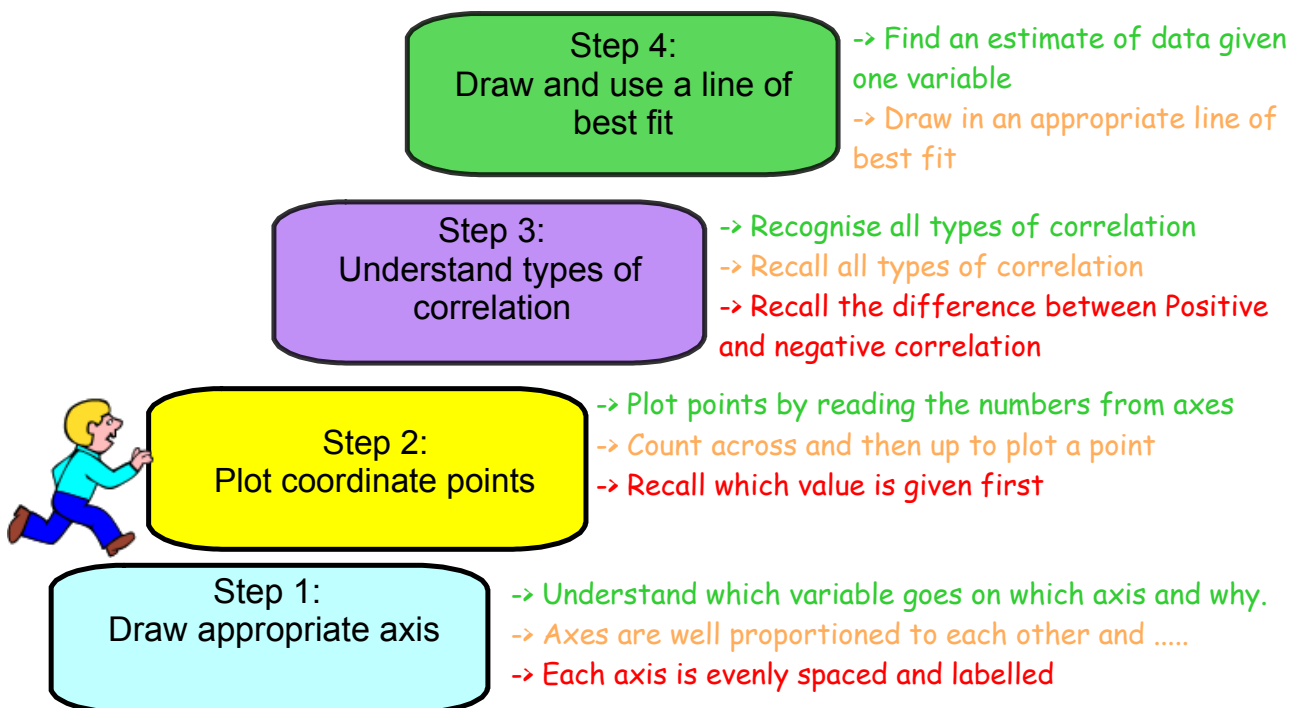 Step 4:
Draw and use a line of
best fit
-> Find an estimate of data given
one variable
-> Draw in an appropriate line of
best fit
Step 3:
Understand types of
correlation
-> Recognise all types of correlation
-> Recall all types of correlation
-> Recall the difference between Positive
and negative correlation
Step 2:
Plot coordinate points
-> Plot points by reading the numbers from axes
-> Count across and then up to plot a point
-> Recall which value is given first
Step 1:
Draw appropriate axis
-> Understand which variable goes on which axis and why.
-> Axes are well proportioned to each other and .....
-> Each axis is evenly spaced and labelled